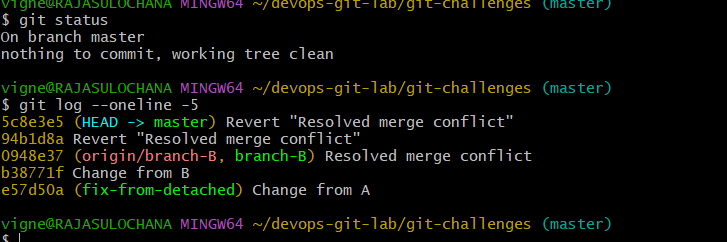 vigne@RAJASULOCHANA MINGW64 ~/devops-git-lab/git-challenges (master)
$ git status
On branch master
nothing to commit, working tree clean
vigne@RAJASULOCHANA MINGW64 ~/devops-git-lab/git-challenges (master)
$ git log --oneline -5
5c8e3e5 (HEAD -> master) Revert "Resolved merge conflict"
94b1d8a Revert "Resolved merge conflict"
0948e37 (origin/branch-B, branch-B) Resolved merge conflict
b38771f Change from B
e57d50a (fix-from-detached) Change from A
vigne@RAJASULOCHANA MINGW64 ~/devops-git-lab/git-challenges (master)
$